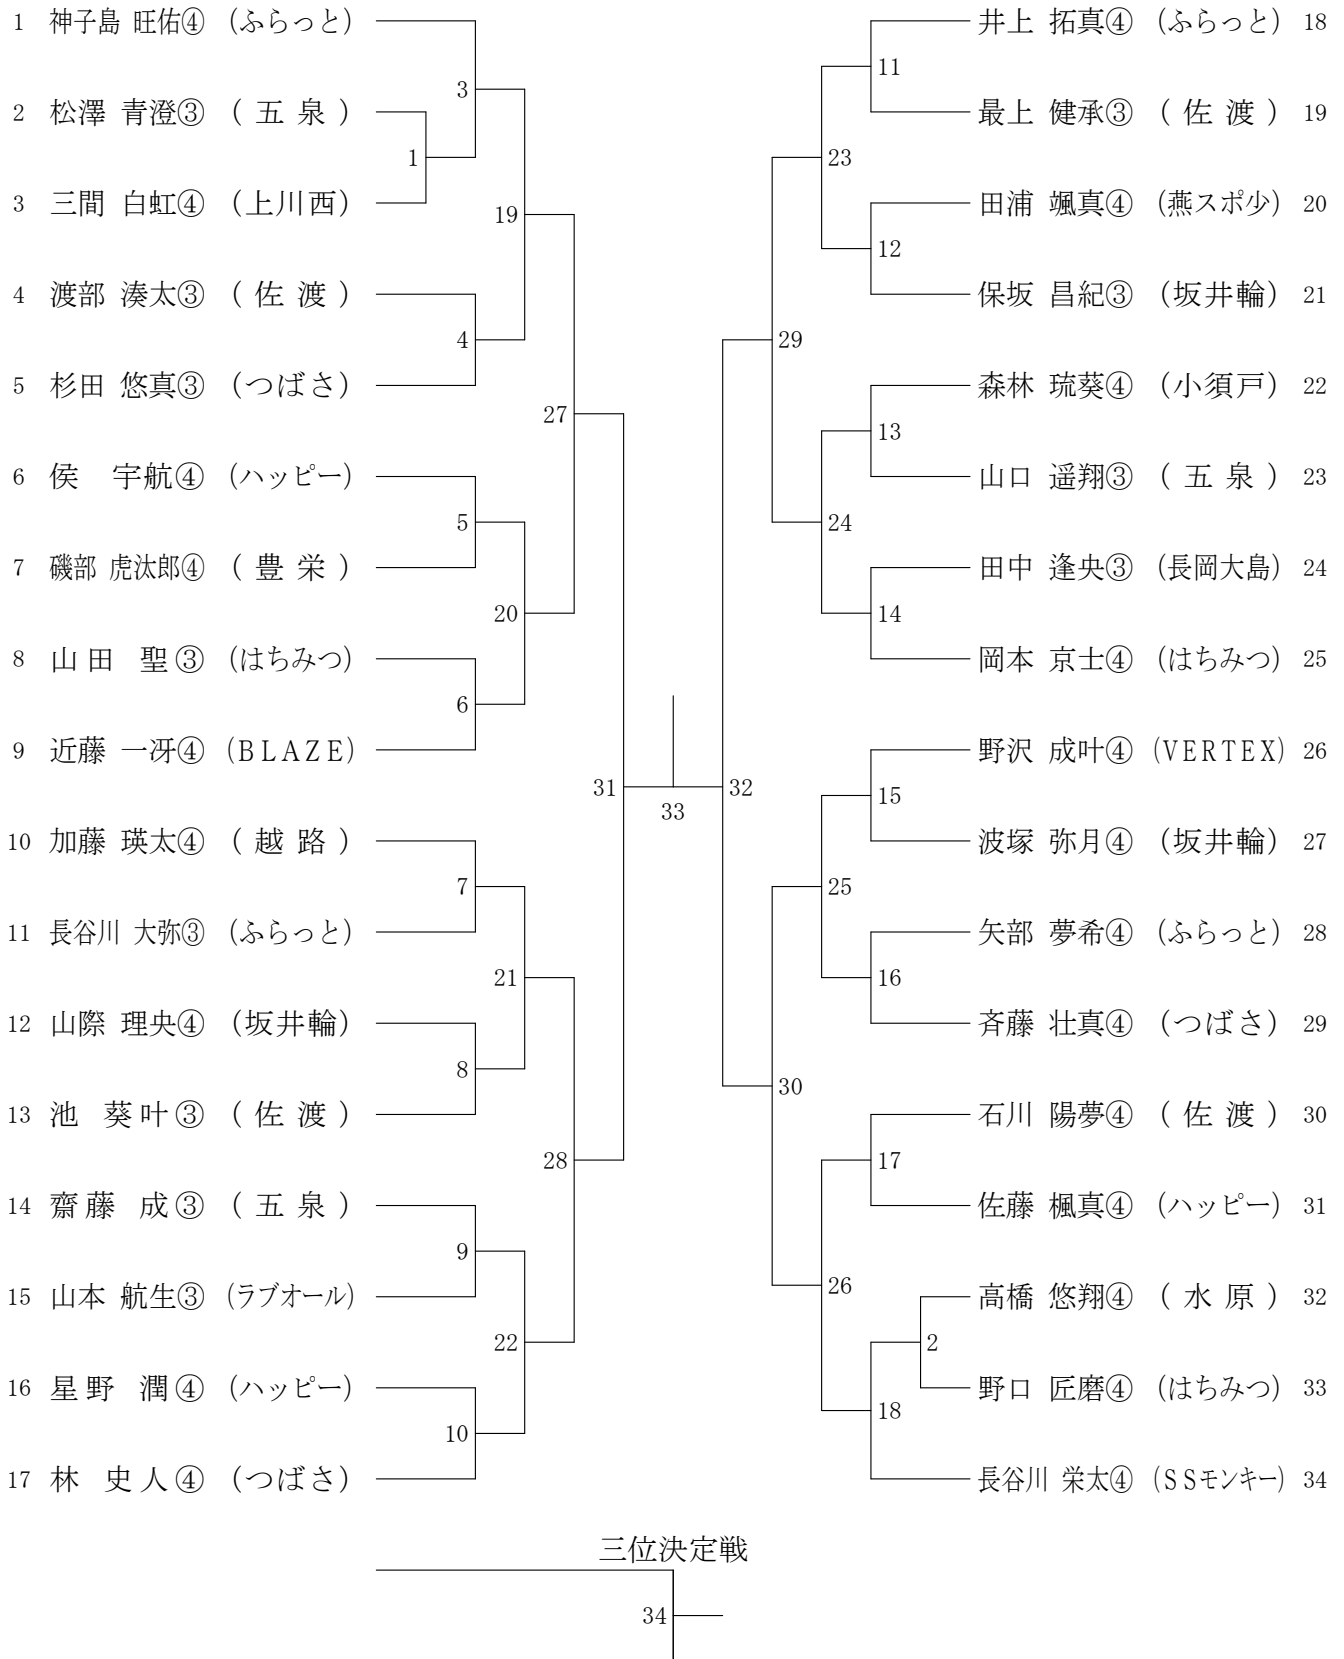 1 神子島 旺佑④ (ふらっと)
2 松澤 青澄③ ( 五 泉 )
3 三間 白虹④ (上川西)
4 渡部 湊太③ ( 佐 渡 )
5 杉田 悠真③ (つばさ)
6 侯 宇航④ (ハッピー)
7 磯部 虎汰郎④ ( 豊 栄 )
8 山 田 聖③ (はちみつ)
9 近藤 一冴④ (BLAZE)
10 加藤 瑛太④ ( 越 路 )
11 長谷川 大弥③ (ふらっと)
12 山際 理央④ (坂井輪)
13 池 葵叶③ ( 佐 渡 )
14 齋藤 成③ ( 五 泉 )
15 山本 航生③ (ラブオール)
16 星野 潤④ (ハッピー)
17 林 史人④ (つばさ)
3
1
19
4
27
5
20
6
31
7
21
8
28
9
22
10
33
井上 拓真④ (ふらっと) 18
最上 健承③ ( 佐 渡 ) 19
田浦 颯真④ (燕スポ少) 20
保坂 昌紀③ (坂井輪) 21
森林 琉葵④ (小須戸) 22
山口 遥翔③ ( 五 泉 ) 23
田中 逢央③ (長岡大島) 24
岡本 京士④ (はちみつ) 25
野沢 成叶④ (VERTEX) 26
波塚 弥月④ (坂井輪) 27
矢部 夢希④ (ふらっと) 28
斉藤 壮真④ (つばさ) 29
石川 陽夢④ ( 佐 渡 ) 30
佐藤 楓真④ (ハッピー) 31
高橋 悠翔④ ( 水 原 ) 32
野口 匠磨④ (はちみつ) 33
長谷川 栄太④ (SSモンキー) 34
11
23
12
29
13
24
14
32
15
25
16
30
17
26
2
18
三位決定戦
34